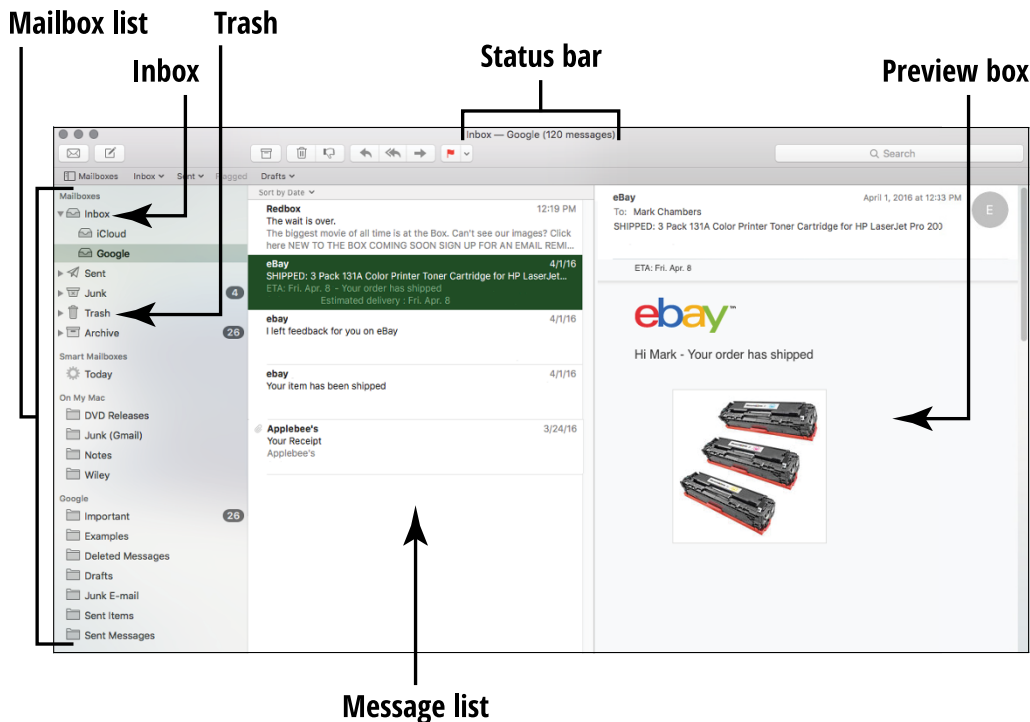 Mailbox list
Trash
Inbox
Status bar
Preview box
Inbox — Google (120 messages)
Search
Mailboxes Inbox Sent Flagged Drafts
Sort by Date
Mailboxes
Inbox
iCloud
Google
Sent
Junk 4
Trash
Archive 26
Smart Mailboxes
Today
On My Mac
DVD Releases
Junk (Gmail)
Notes
Wiley
Google
Important 26
Examples
Deleted Messages
Drafts
Junk E-mail
Sent Items
Sent Messages
Redbox 12:19 PM
The wait is over.
The biggest movie of all time is at the Box. Can't see our images? Click
here NEW TO THE BOX COMING SOON SIGN UP FOR AN EMAIL REMI...
eBay 4/1/16
SHIPPED: 3 Pack 131A Color Printer Toner Cartridge for HP LaserJet...
ETA: Fri. Apr. 8 - Your order has shipped
Estimated delivery : Fri. Apr. 8
ebay 4/1/16
I left feedback for you on eBay
ebay 4/1/16
Your item has been shipped
Applebee's 3/24/16
Your Receipt
Applebee's
eBay April 1, 2016 at 12:33 PM
E
To: Mark Chambers
SHIPPED: 3 Pack 131A Color Printer Toner Cartridge for HP LaserJet Pro 200
ETA: Fri. Apr. 8
ebay™
Hi Mark - Your order has shipped
Message list